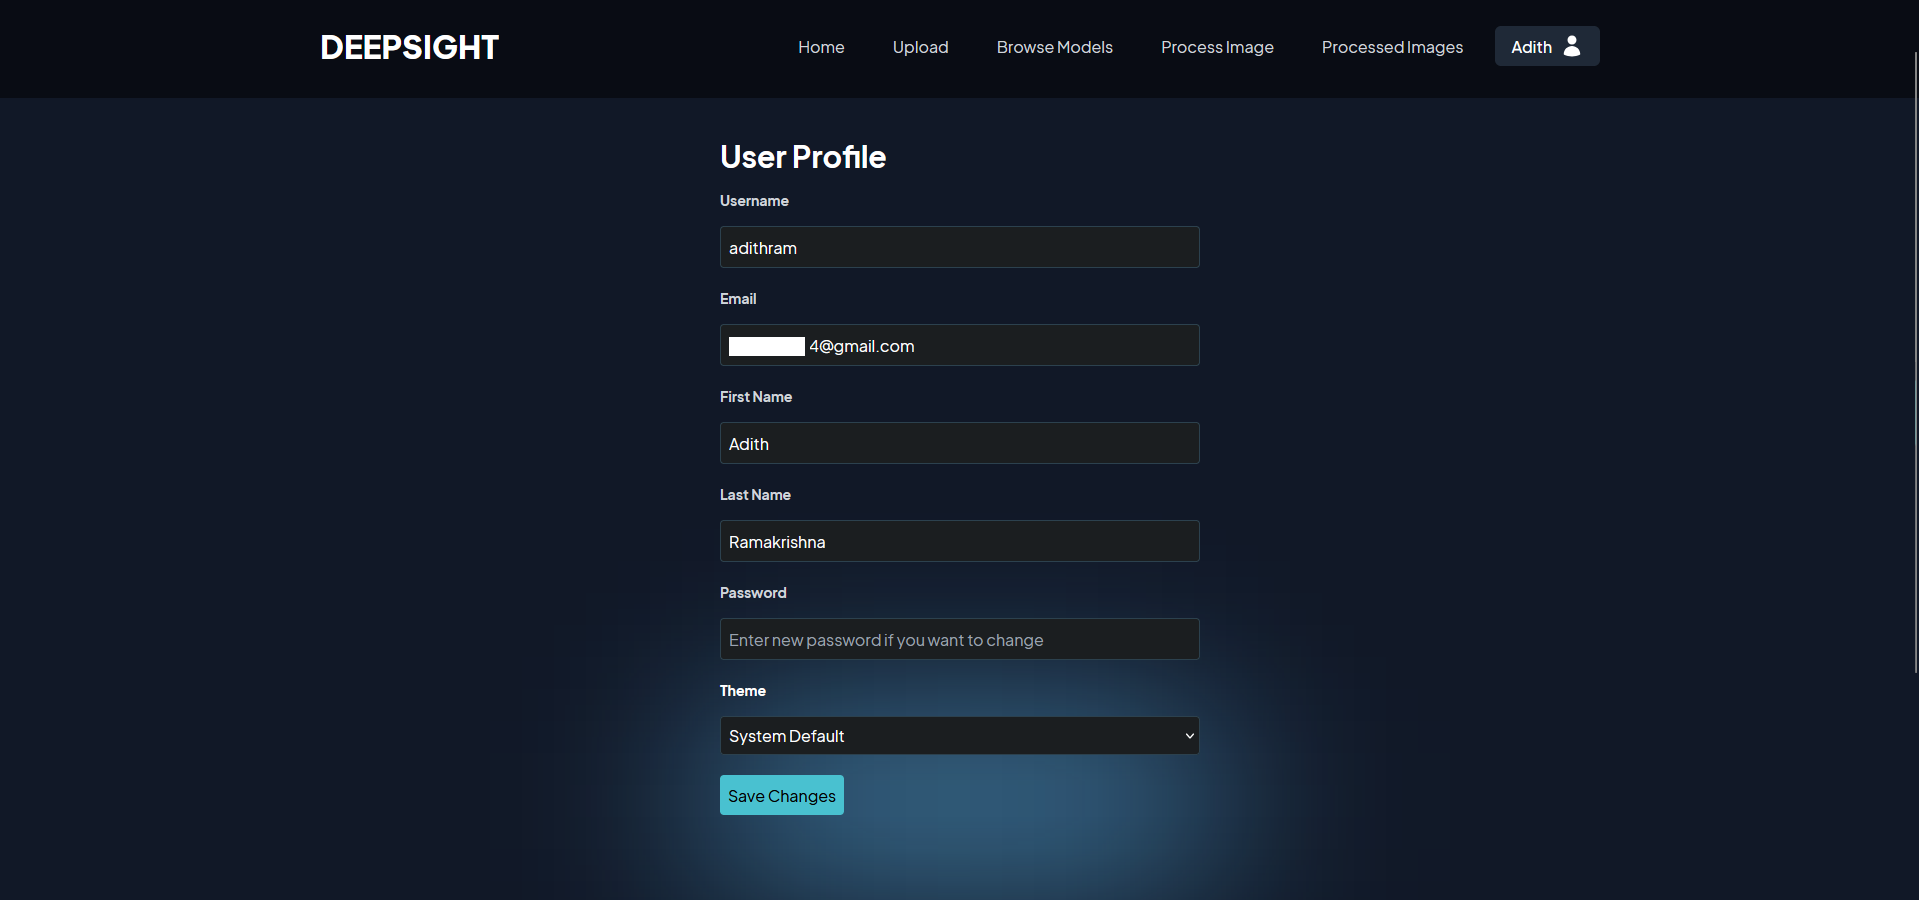 DEEPSIGHT
Home Upload Browse Models Process Image Processed Images Adith
User Profile
Username
adithram
Email
4@gmail.com
First Name
Adith
Last Name
Ramakrishna
Password
Enter new password if you want to change
Theme
System Default
Save Changes